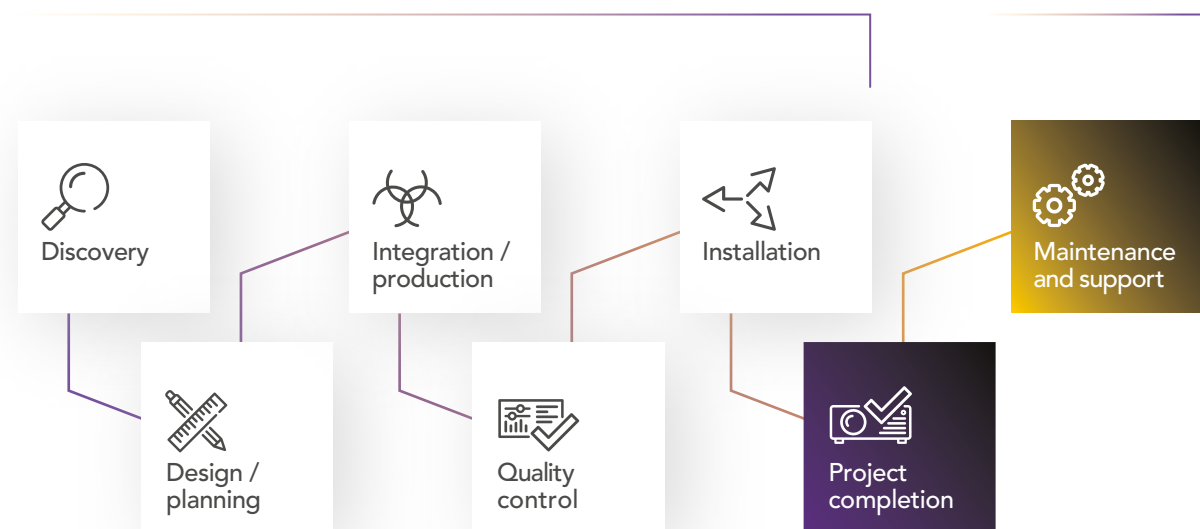 Discovery
Design /
planning
Integration /
production
Quality
control
Installation
Project
completion
Maintenance
and support